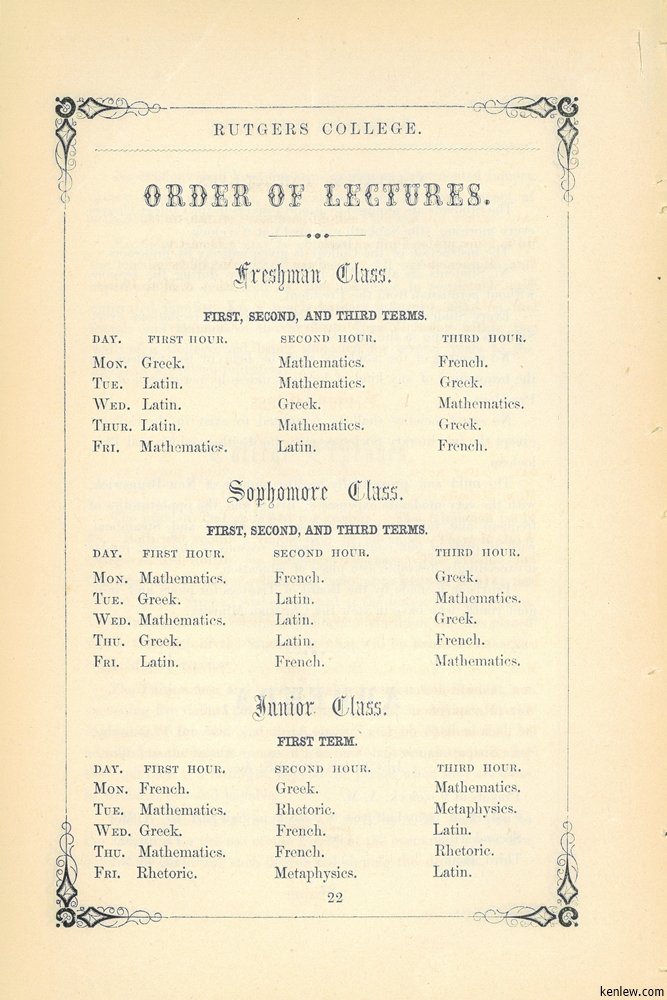 RUTGERS COLLEGE.
ORDER OF LECTURES.
Freshman Class.
FIRST, SECOND, AND THIRD TERMS.
DAY. FIRST HOUR. SECOND HOUR. THIRD HOUR.
MON. Greek. Mathematics. French.
TUE. Latin. Mathematics. Greek.
WED. Latin. Greek. Mathematics.
THUR. Latin. Mathematics. Greek.
FRI. Mathematics. Latin. French.
Sophomore Class.
FIRST, SECOND, AND THIRD TERMS.
DAY. FIRST HOUR. SECOND HOUR. THIRD HOUR.
MON. Mathematics. French. Greek.
TUE. Greek. Latin. Mathematics.
WED. Mathematics. Latin. Greek.
THU. Greek. Latin. French.
FRI. Latin. French. Mathematics.
Junior Class.
FIRST TERM.
DAY. FIRST HOUR. SECOND HOUR. THIRD HOUR.
MON. French. Greek. Mathematics.
TUE. Mathematics. Rhetoric. Metaphysics.
WED. Greek. French. Latin.
THU. Mathematics. French. Rhetoric.
FRI. Rhetoric. Metaphysics. Latin.
22
kenlew.com